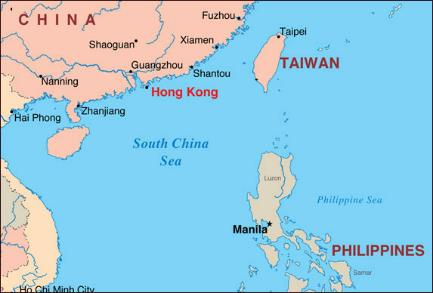 Fuzhou
CHINA
Taipei
Xiamen
Shaoguan
Guangzhou
TAIWAN
Shantou
Nanning
Hong Kong
Zhanjiang
Hai Phong
South China
Sea
Luzon
Philippine Sea
Manila
PHILIPPINES
Samar
Ho Chi Minh City